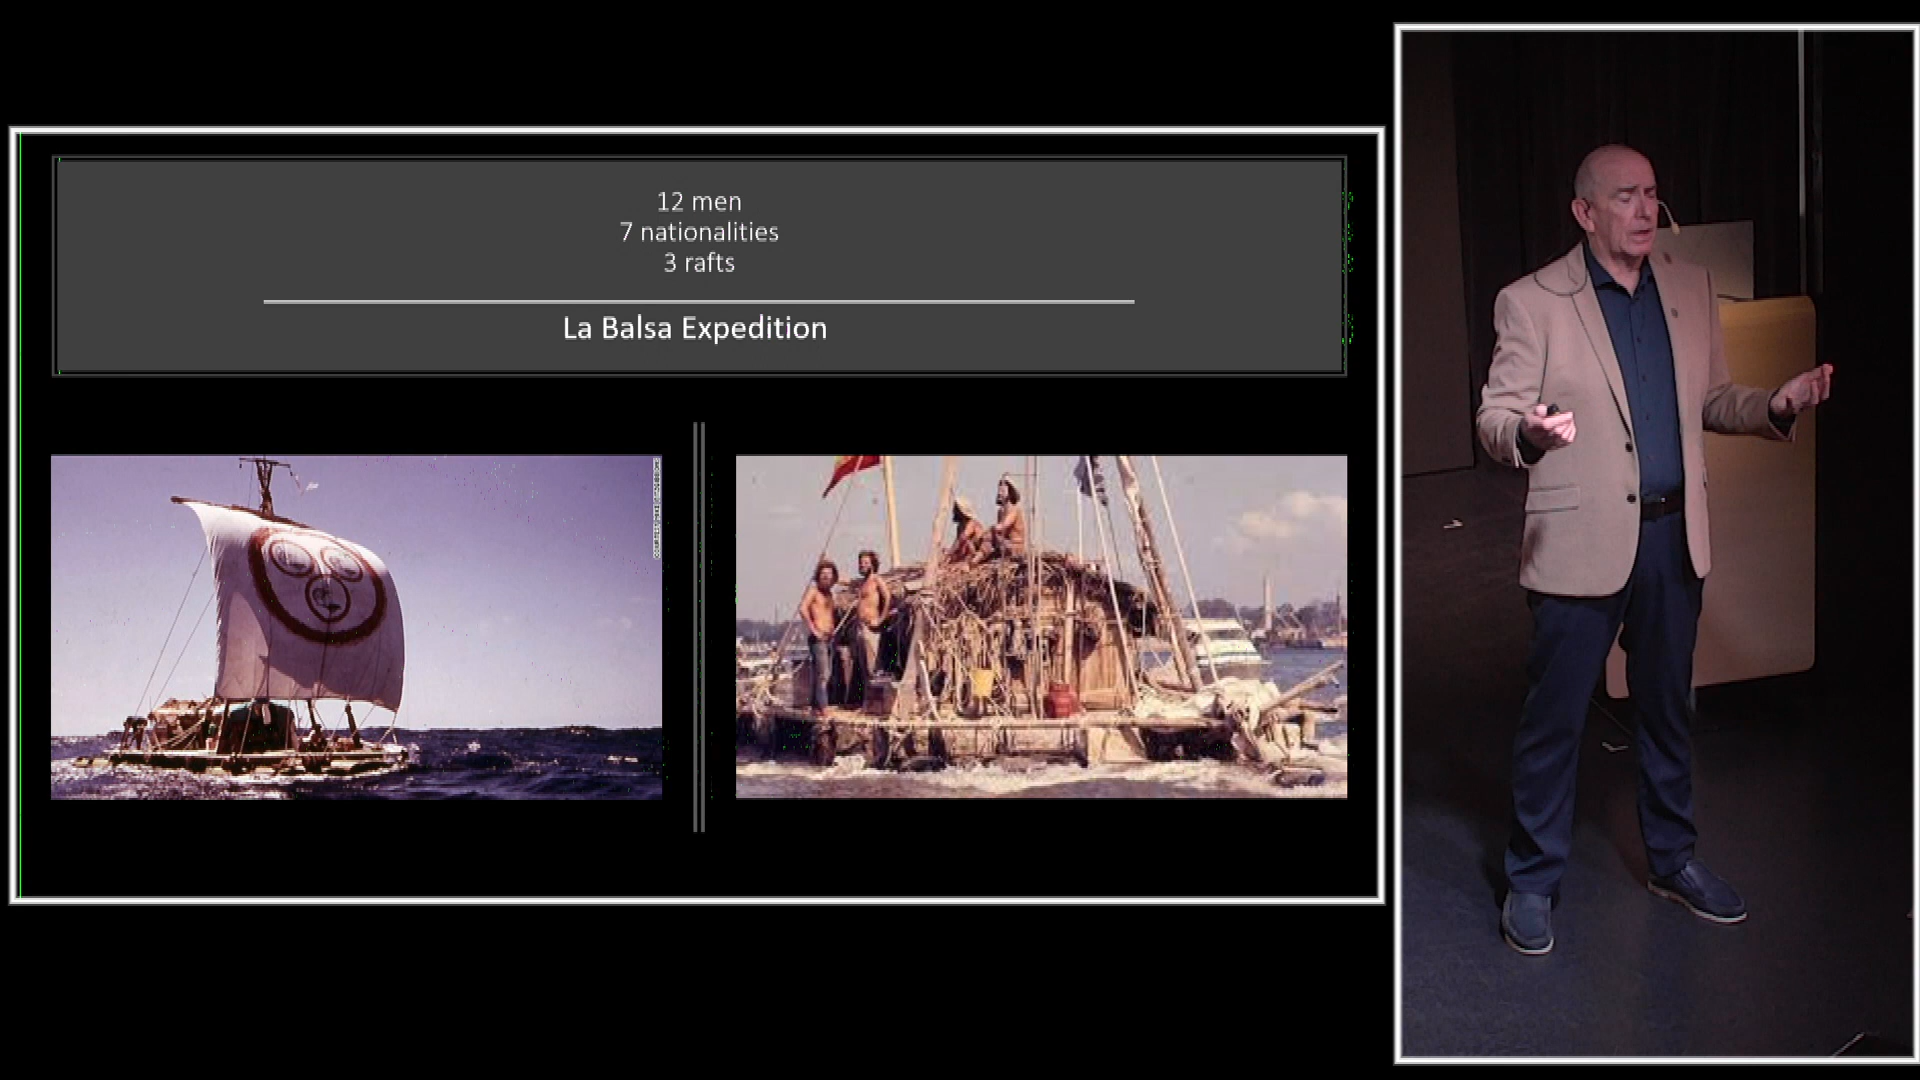 12 men
7 nationalities
3 rafts
La Balsa Expedition